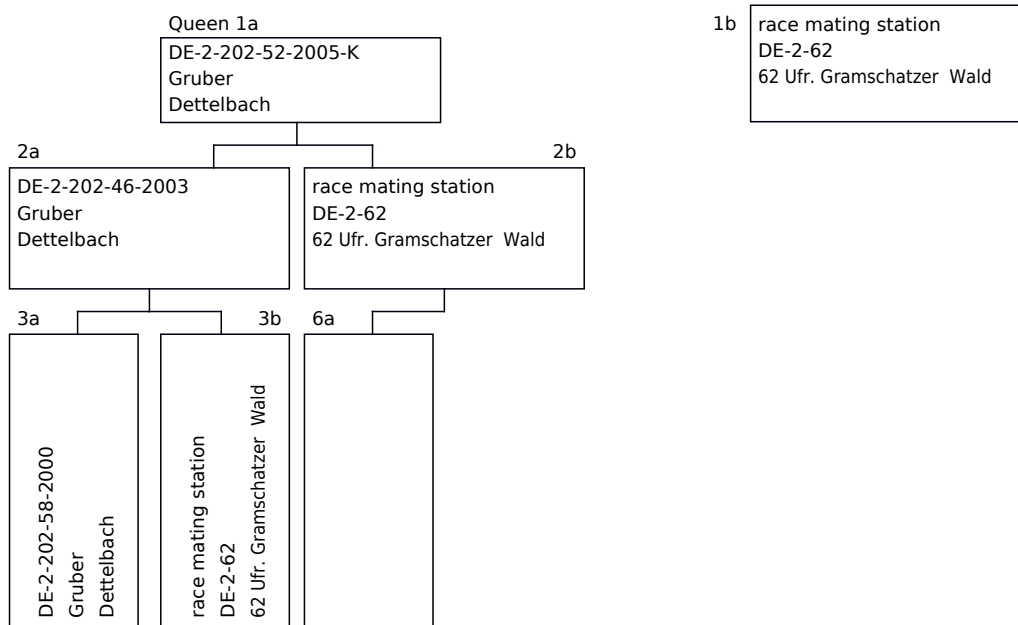 Queen 1a
DE-2-202-52-2005-K
Gruber
Dettelbach
1b
race mating station
DE-2-62
62 Ufr. Gramschatzer Wald
2a
DE-2-202-46-2003
Gruber
Dettelbach
2b
race mating station
DE-2-62
62 Ufr. Gramschatzer Wald
3a
DE-2-202-58-2000
Gruber
Dettelbach
3b
race mating station
DE-2-62
62 Ufr. Gramschatzer Wald
6a